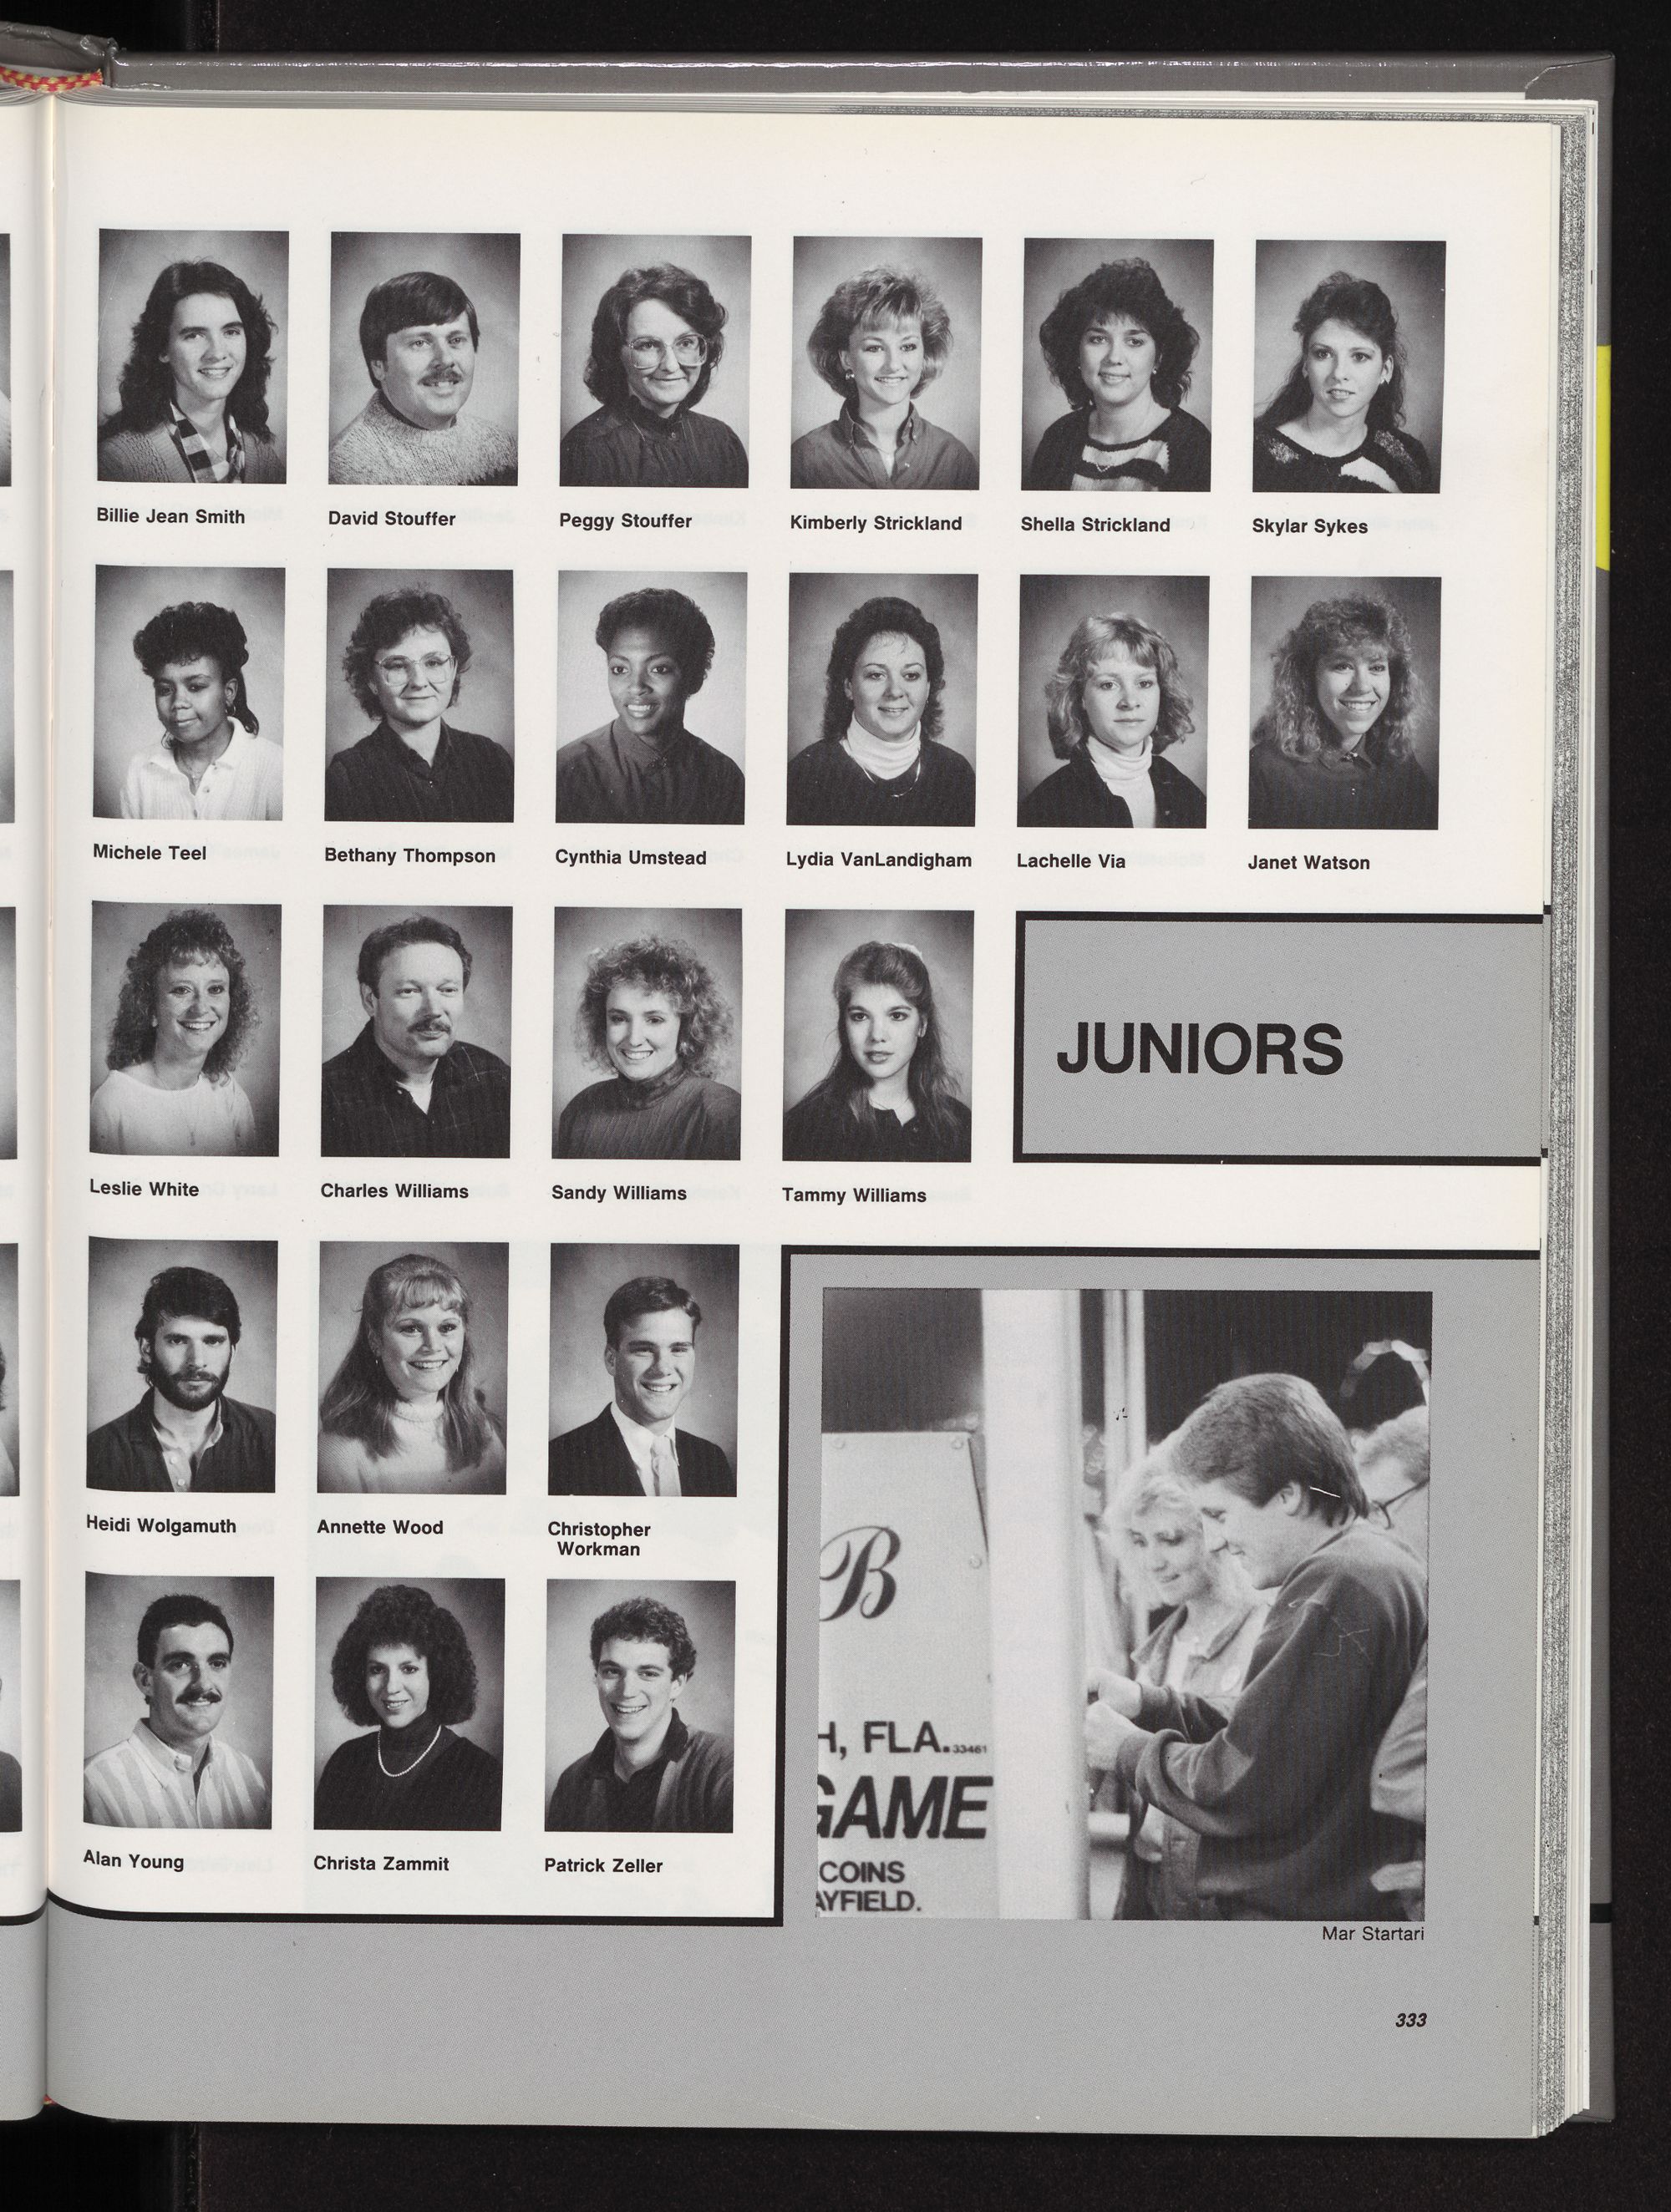 Billie Jean Smith
David Stouffer
Peggy Stouffer
Kimberly Strickland
Shella Strickland
Skylar Sykes
Michele Teel
Bethany Thompson
Cynthia Umstead
Lydia VanLandigham
Lachelle Via
Janet Watson
JUNIORS
Leslie White
Charles Williams
Sandy Williams
Tammy Williams
Heidi Wolgamuth
Annette Wood
Christopher
Workman
B
H, FLA. 33461
GAME
COINS
AYFIELD.
Alan Young
Christa Zammit
Patrick Zeller
Mar Startari
333